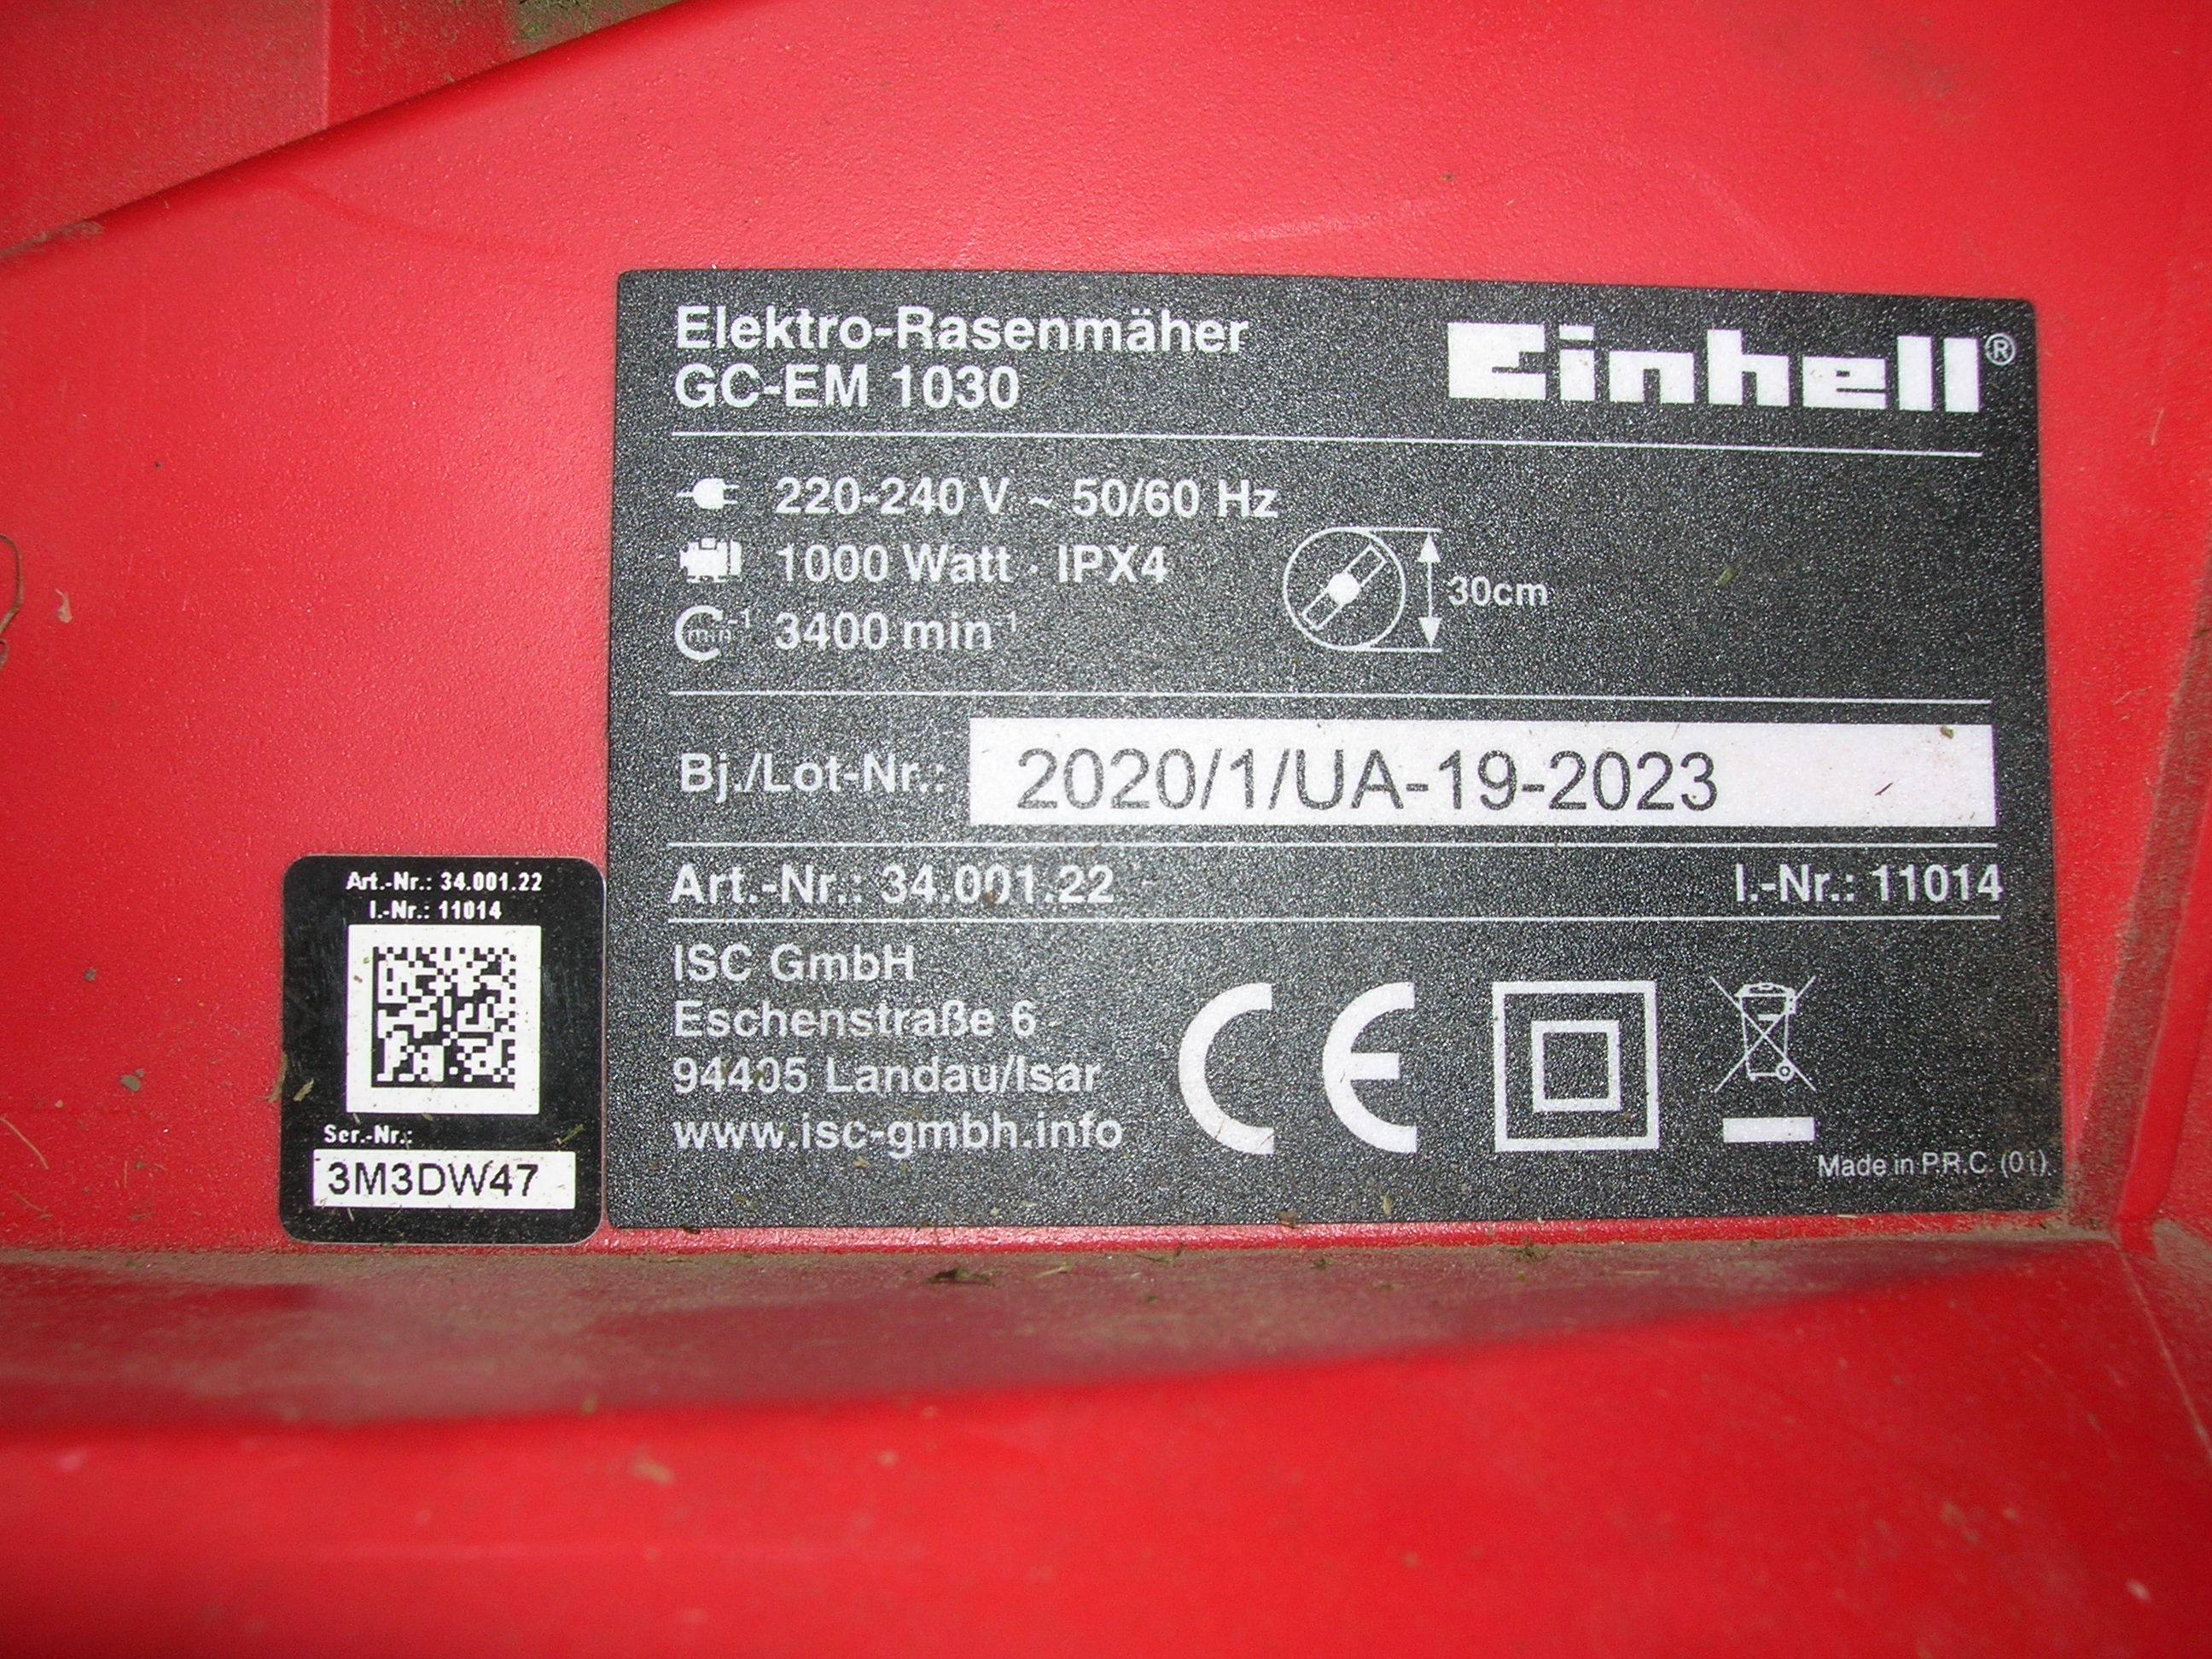 Elektro-Rasenmäher
GC-EM 1030
Einhell®
220-240 V ~ 50/60 Hz
1000 Watt · IPX4
min⁻¹ 3400 min⁻¹
30cm
Bj./Lot-Nr.: 2020/1/UA-19-2023
Art.-Nr.: 34.001.22 I.-Nr.: 11014
ISC GmbH
Eschenstraße 6
94405 Landau/Isar
www.isc-gmbh.info
CE
Made in P.R.C. (01)
Art.-Nr.: 34.001.22
I.-Nr.: 11014
Ser.-Nr.:
3M3DW47